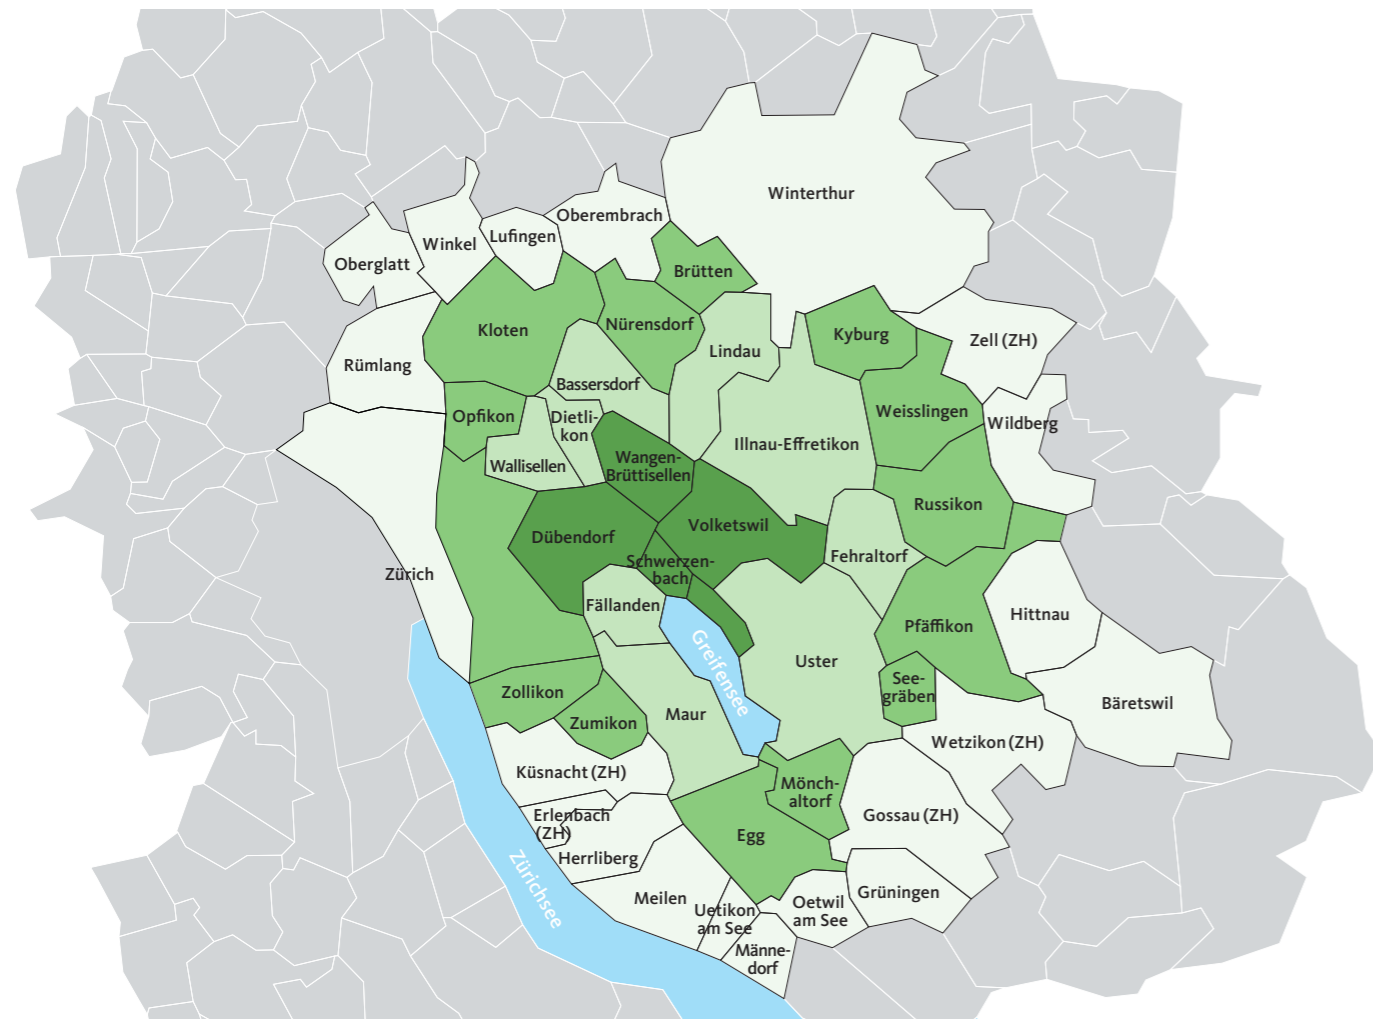 Winterthur
Oberembrach
Lufingen
Winkel
Oberglatt
Brütten
Kloten
Nürensdorf
Kyburg
Zell (ZH)
Lindau
Rümlang
Bassersdorf
Weisslingen
Opfikon
Dietli-
kon
Wildberg
Illnau-Effretikon
Wallisellen
Wangen-
Brüttisellen
Russikon
Volketswil
Dübendorf
Fehraltorf
Zürich
Schwerzen-
bach
Fällanden
Hittnau
Pfäffikon
Greifensee
Uster
See-
gräben
Zollikon
Bäretswil
Maur
Zumikon
Wetzikon (ZH)
Küsnacht (ZH)
Mönch-
altorf
Erlenbach
(ZH)
Gossau (ZH)
Egg
Herrliberg
Zürichsee
Meilen
Grüningen
Uetikon
am See
Oetwil
am See
Männe-
dorf